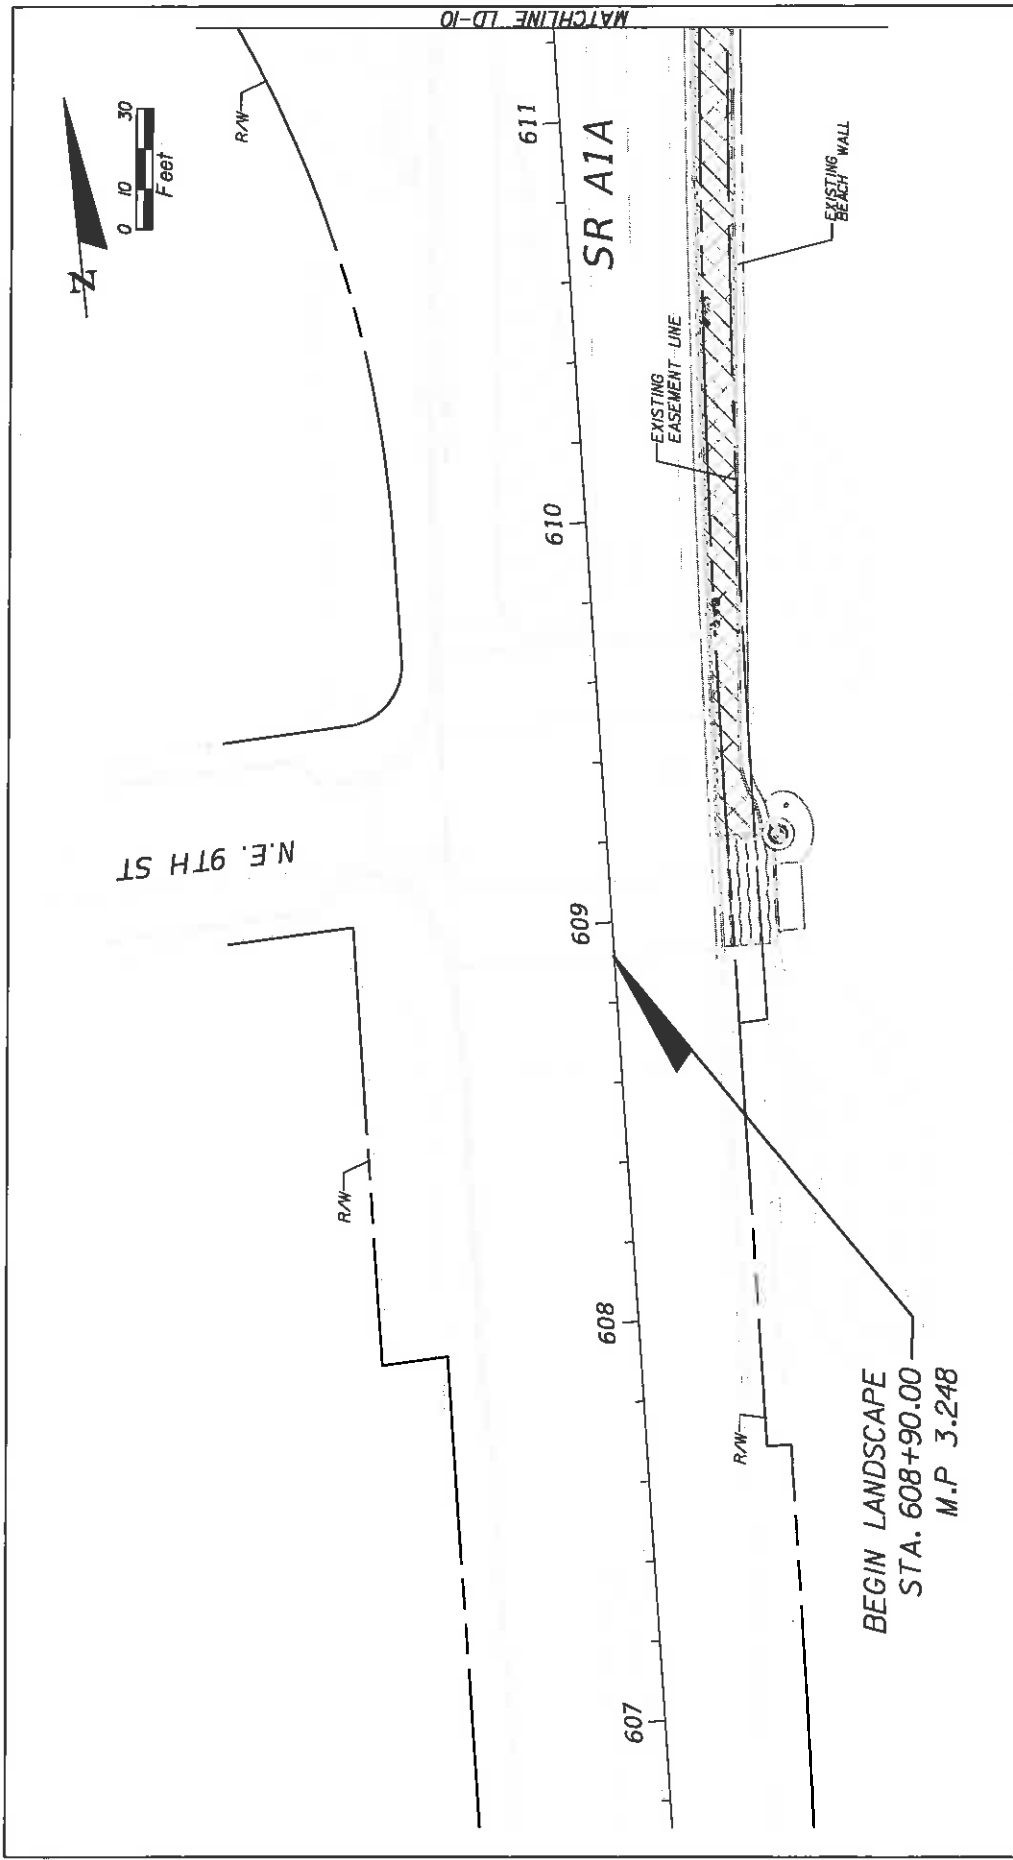 MATCHLINE LD-10
N
0 10 30
Feet
R/W
611
SR A1A
EXISTING
BEACH WALL
EXISTING
EASEMENT LINE
610
N.E. 9TH ST
609
R/W
608
R/W
607
BEGIN LANDSCAPE
STA. 608+90.00
M.P 3.248